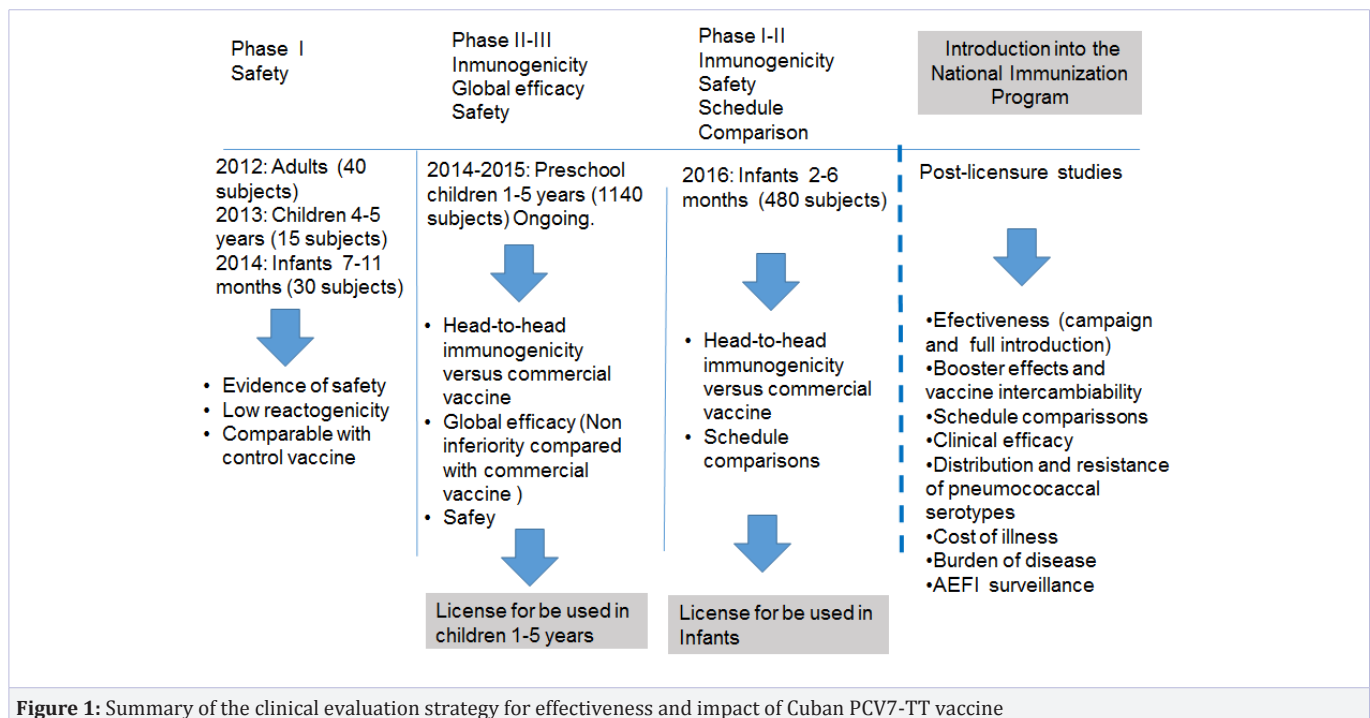 Phase I
Safety
Phase II-III
Inmunogenicity
Global efficacy
Safety
Phase I-II
Inmunogenicity
Safety
Schedule
Comparison
Introduction into the
National Immunization
Program
2012: Adults (40
subjects)
2013: Children 4-5
years (15 subjects)
2014: Infants 7-11
months (30 subjects)
• Evidence of safety
• Low reactogenicity
• Comparable with
control vaccine
2014-2015: Preschool
children 1-5 years (1140
subjects) Ongoing.
• Head-to-head
immunogenicity
versus commercial
vaccine
• Global efficacy (Non
inferiority compared
with commercial
vaccine )
• Safey
License for be used in
children 1-5 years
2016: Infants 2-6
months (480 subjects)
• Head-to-head
immunogenicity
versus commercial
vaccine
• Schedule
comparisons
License for be used in
Infants
Post-licensure studies
•Efectiveness (campaign
and full introduction)
•Booster effects and
vaccine intercambiability
•Schedule comparissons
•Clinical efficacy
•Distribution and resistance
of pneumococaccal
serotypes
•Cost of illness
•Burden of disease
•AEFI surveillance
Figure 1: Summary of the clinical evaluation strategy for effectiveness and impact of Cuban PCV7-TT vaccine